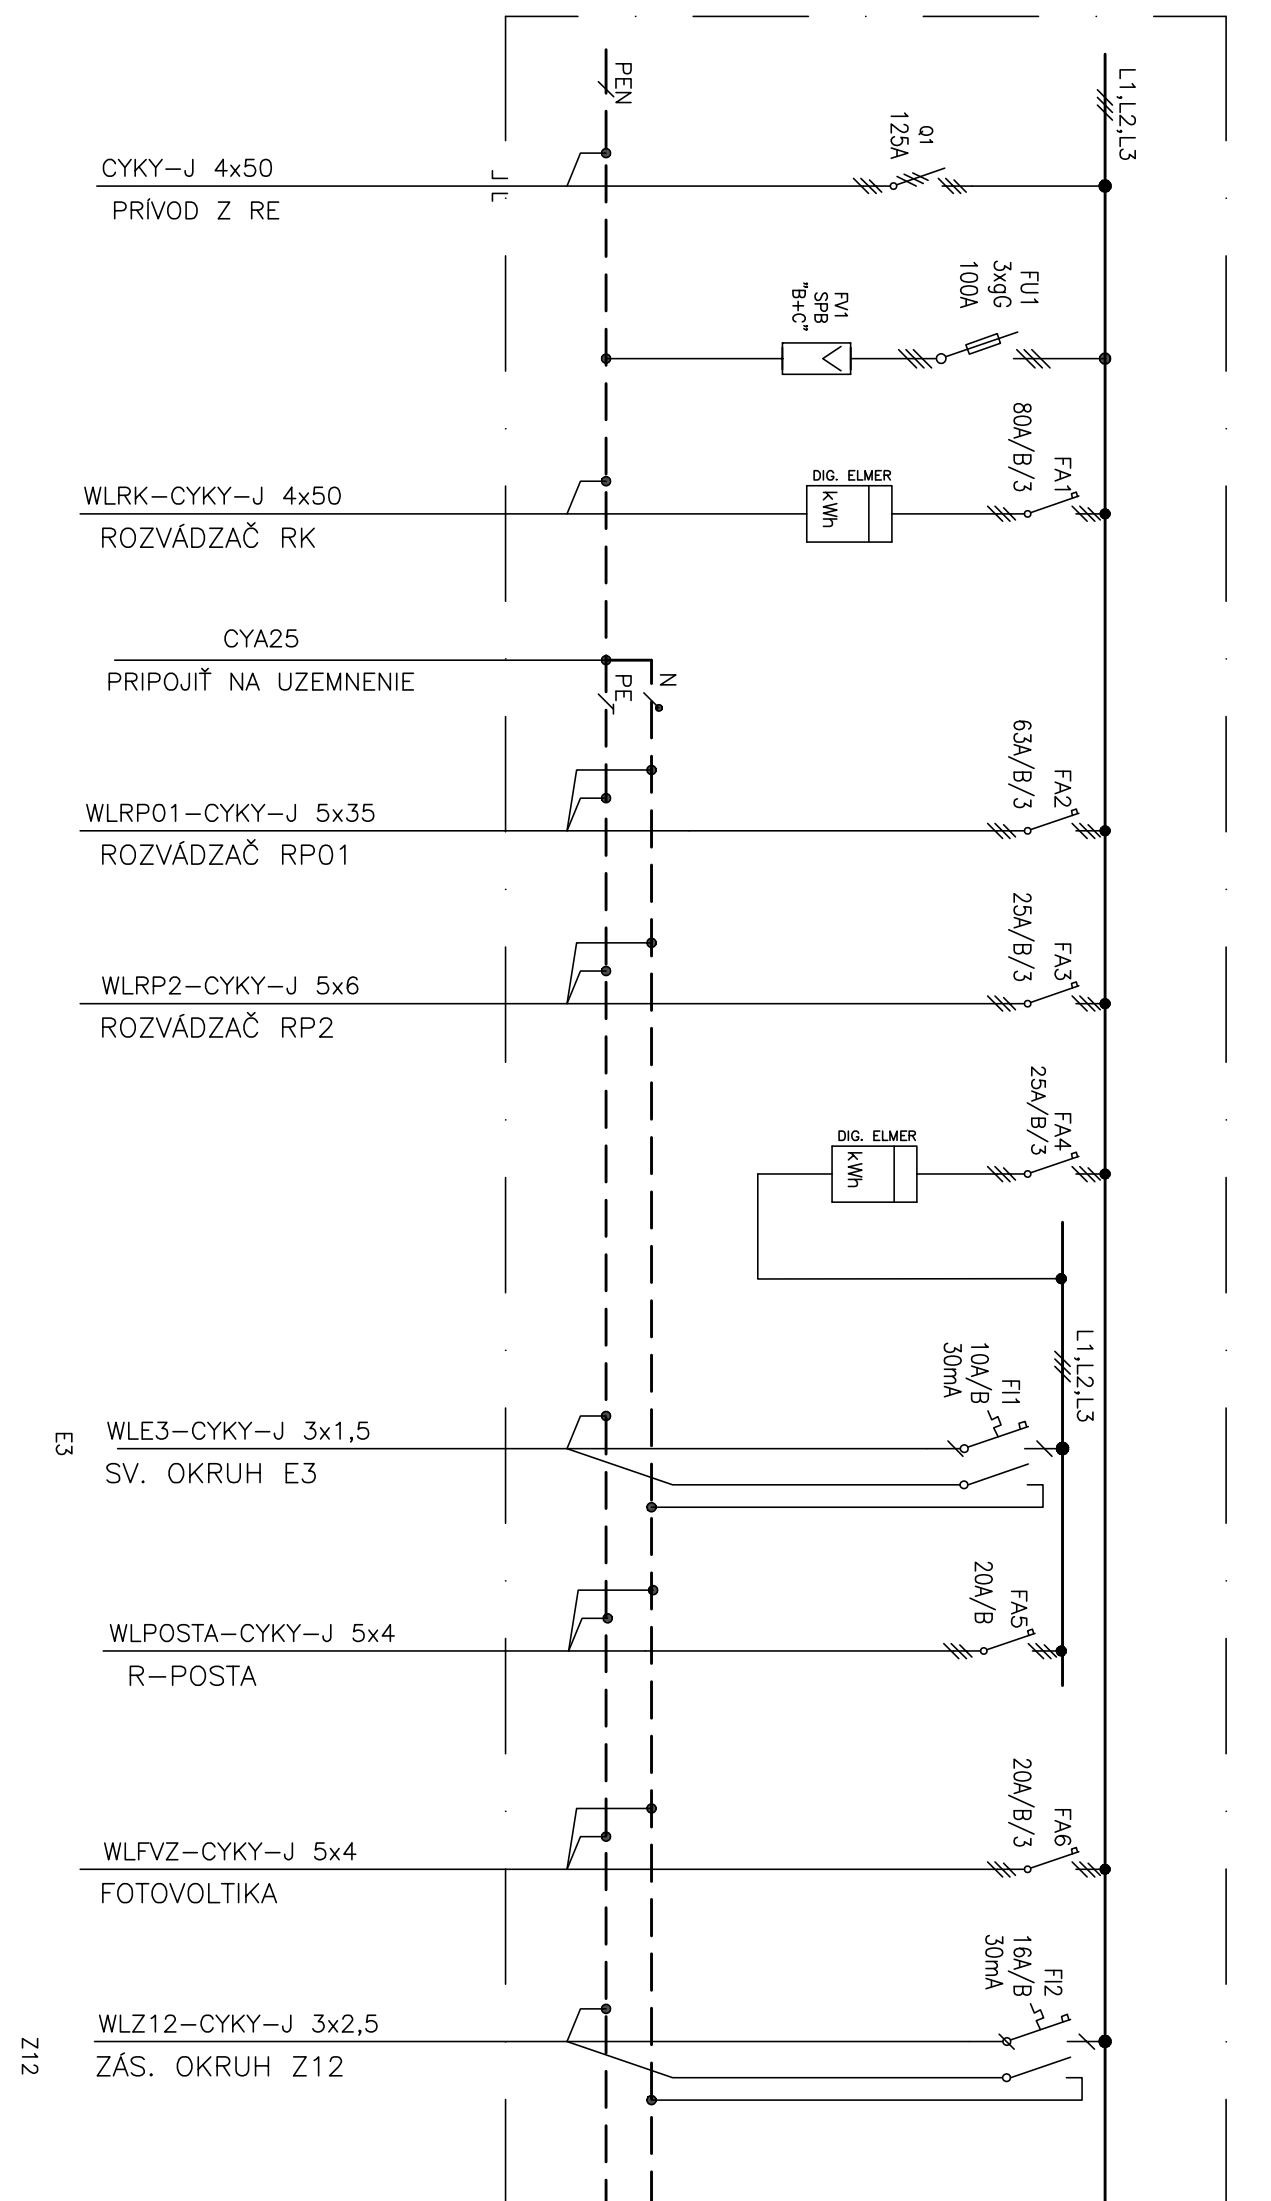 PEN
L1,L2,L3
Q1
125A
CYKY-J 4x50
PRÍVOD Z RE
FU1
3xgG
100A
FV1
SPB
"B+C"
FA1
80A/B/3
DIG. ELMER
kWh
WLRK-CYKY-J 4x50
ROZVÁDZAČ RK
CYA25
PRIPOJIŤ NA UZEMNENIE
PE
N
FA2
63A/B/3
WLRP01-CYKY-J 5x35
ROZVÁDZAČ RP01
FA3
25A/B/3
WLRP2-CYKY-J 5x6
ROZVÁDZAČ RP2
FA4
25A/B/3
DIG. ELMER
kWh
L1,L2,L3
FI1
10A/B
30mA
E3
WLE3-CYKY-J 3x1,5
SV. OKRUH E3
FA5
20A/B
WLPOSTA-CYKY-J 5x4
R-POSTA
FA6
20A/B/3
WLFVZ-CYKY-J 5x4
FOTOVOLTIKA
FI2
16A/B
30mA
Z12
WLZ12-CYKY-J 3x2,5
ZÁS. OKRUH Z12